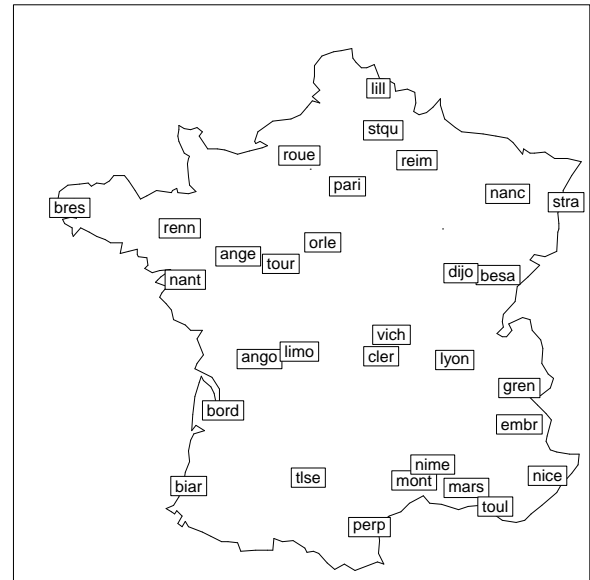 lill
stqu
roue
reim
pari
nanc
stra
bres
renn
orle
ange
tour
dijo
besa
nant
vich
limo
ango
cler
lyon
gren
bord
embr
nime
tlse
mont
nice
biar
mars
toul
perp